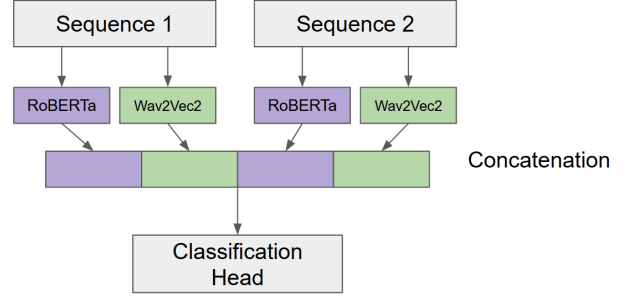 Sequence 1
Sequence 2
RoBERTa
Wav2Vec2
RoBERTa
Wav2Vec2
Concatenation
Classification
Head